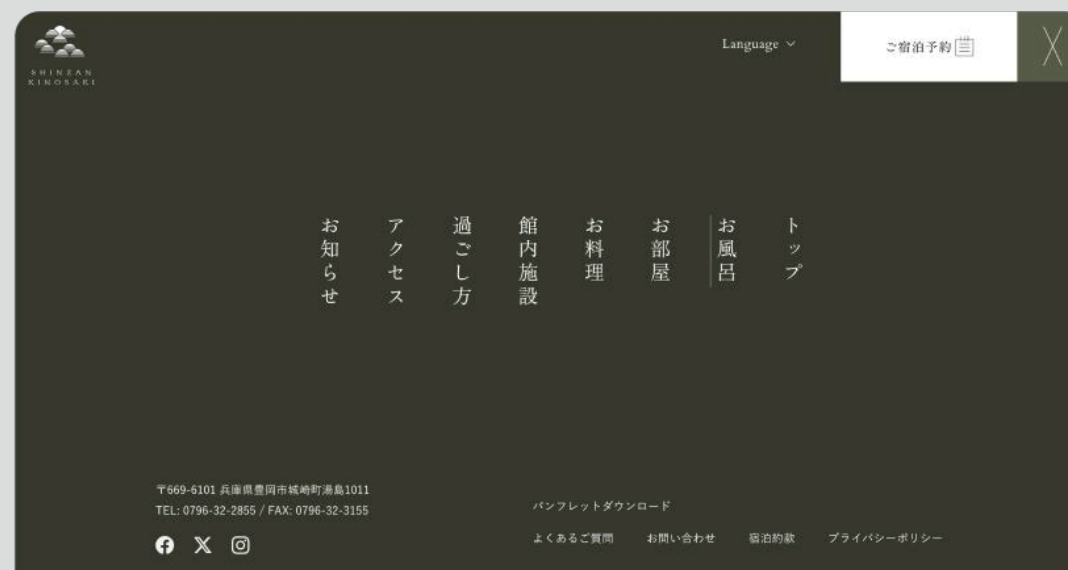 SHINZAN
KINOSAKI
Language
ご宿泊予約
トップ
お風呂
お部屋
お料理
館内施設
過ごし方
アクセス
お知らせ
〒669-6101 兵庫県豊岡市城崎町湯島1011
TEL: 0796-32-2855 / FAX: 0796-32-3155
パンフレットダウンロード
よくあるご質問 お問い合わせ 宿泊約款 プライバシーポリシー